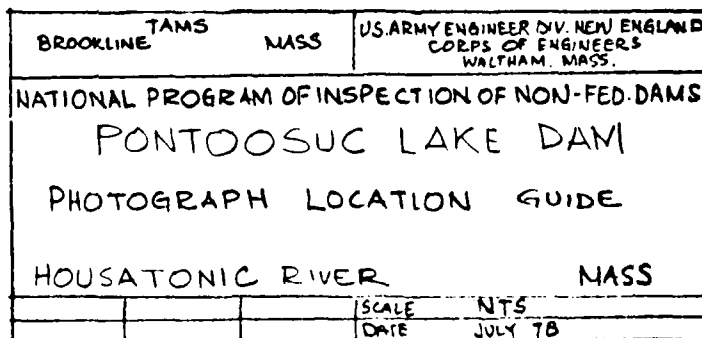 TAMS
BROOKLINE MASS
US. ARMY ENGINEER DIV. NEW ENGLAND
CORPS OF ENGINEERS
WALTHAM. MASS.
NATIONAL PROGRAM OF INSPECTION OF NON-FED. DAMS
PONTOOSUC LAKE DAM
PHOTOGRAPH LOCATION GUIDE
HOUSATONIC RIVER MASS
SCALE NTS
DATE JULY 78